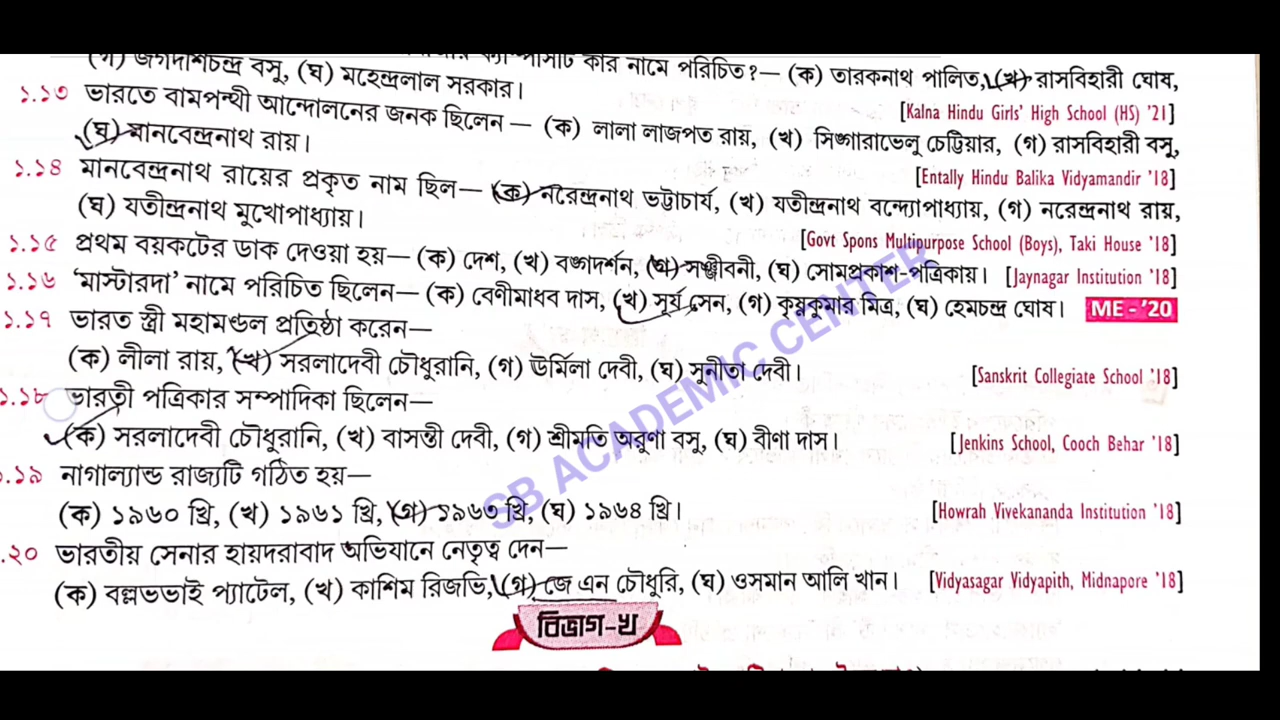 কার নামে পরিচিত?— (ক) তারকনাথ পালিত, (খ) রাসবিহারী ঘোষ,
(গ) জগদীশচন্দ্র বসু, (ঘ) মহেন্দ্রলাল সরকার।
[Kalna Hindu Girls' High School (HS) '21]
১.১৩ ভারতে বামপন্থী আন্দোলনের জনক ছিলেন— (ক) লালা লাজপত রায়, (খ) সিঙ্গারাভেলু চেট্টিয়ার, (গ) রাসবিহারী বসু,
(ঘ) মানবেন্দ্রনাথ রায়।
[Entally Hindu Balika Vidyamandir '18]
১.১৪ মানবেন্দ্রনাথ রায়ের প্রকৃত নাম ছিল— (ক) নরেন্দ্রনাথ ভট্টাচার্য, (খ) যতীন্দ্রনাথ বন্দ্যোপাধ্যায়, (গ) নরেন্দ্রনাথ রায়,
(ঘ) যতীন্দ্রনাথ মুখোপাধ্যায়।
[Govt Spons Multipurpose School (Boys), Taki House '18]
১.১৫ প্রথম বয়কটের ডাক দেওয়া হয়— (ক) দেশ, (খ) বঙ্গদর্শন, (গ) সঞ্জীবনী, (ঘ) সোমপ্রকাশ-পত্রিকায়। [Jaynagar Institution '18]
১.১৬ 'মাস্টারদা' নামে পরিচিত ছিলেন— (ক) বেণীমাধব দাস, (খ) সূর্য সেন, (গ) কৃষ্ণকুমার মিত্র, (ঘ) হেমচন্দ্র ঘোষ। ME - '20
১.১৭ ভারত স্ত্রী মহামণ্ডল প্রতিষ্ঠা করেন—
(ক) লীলা রায়, (খ) সরলাদেবী চৌধুরানি, (গ) ঊর্মিলা দেবী, (ঘ) সুনীতা দেবী। [Sanskrit Collegiate School '18]
১.১৮ ভারতী পত্রিকার সম্পাদিকা ছিলেন—
(ক) সরলাদেবী চৌধুরানি, (খ) বাসন্তী দেবী, (গ) শ্রীমতি অরুণা বসু, (ঘ) বীণা দাস। [Jenkins School, Cooch Behar '18]
.১৯ নাগাল্যান্ড রাজ্যটি গঠিত হয়—
(ক) ১৯৬০ খ্রি, (খ) ১৯৬১ খ্রি, (গ) ১৯৬৩ খ্রি, (ঘ) ১৯৬৪ খ্রি। [Howrah Vivekananda Institution '18]
.২০ ভারতীয় সেনার হায়দরাবাদ অভিযানে নেতৃত্ব দেন—
(ক) বল্লভভাই প্যাটেল, (খ) কাশিম রিজভি, (গ) জে এন চৌধুরি, (ঘ) ওসমান আলি খান। [Vidyasagar Vidyapith, Midnapore '18]
বিভাগ-খ
SB ACADEMIC CENTER